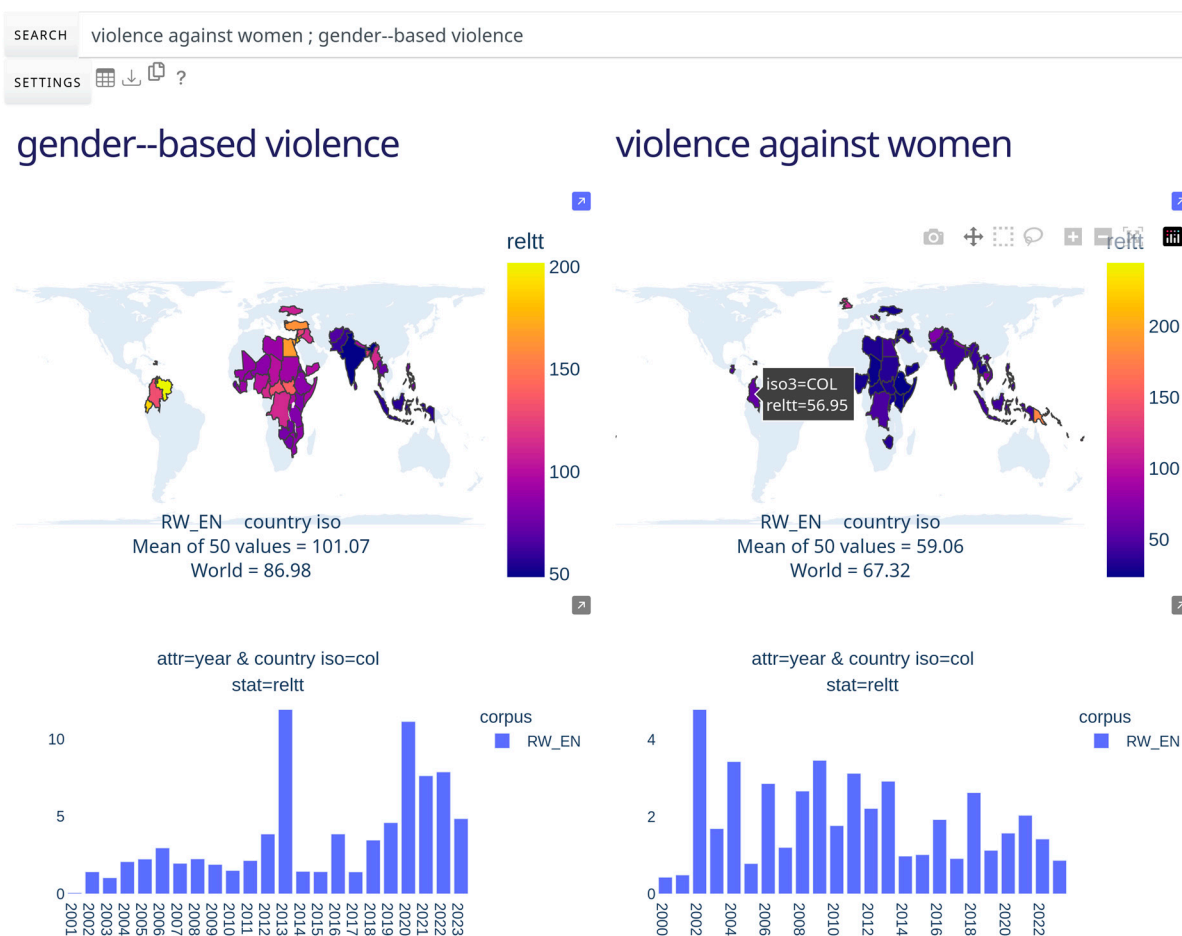 SEARCH violence against women ; gender--based violence
SETTINGS ?
gender--based violence
reltt
200
150
100
50
RW_EN country iso
Mean of 50 values = 101.07
World = 86.98
attr=year & country iso=col
stat=reltt
corpus
RW_EN
10
5
0
2001 2002 2003 2004 2005 2006 2007 2008 2009 2010 2011 2012 2013 2014 2015 2016 2017 2018 2019 2020 2021 2022 2023
violence against women
reltt
200
150
100
50
iso3=COL
reltt=56.95
RW_EN country iso
Mean of 50 values = 59.06
World = 67.32
attr=year & country iso=col
stat=reltt
corpus
RW_EN
4
2
0
2000 2002 2004 2006 2008 2010 2012 2014 2016 2018 2020 2022